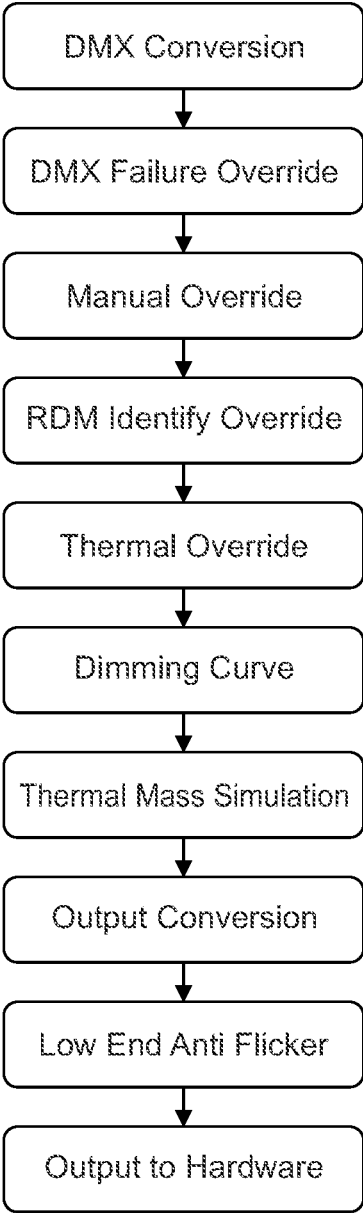 DMX Conversion
DMX Failure Override
Manual Override
RDM Identify Override
Thermal Override
Dimming Curve
Thermal Mass Simulation
Output Conversion
Low End Anti Flicker
Output to Hardware